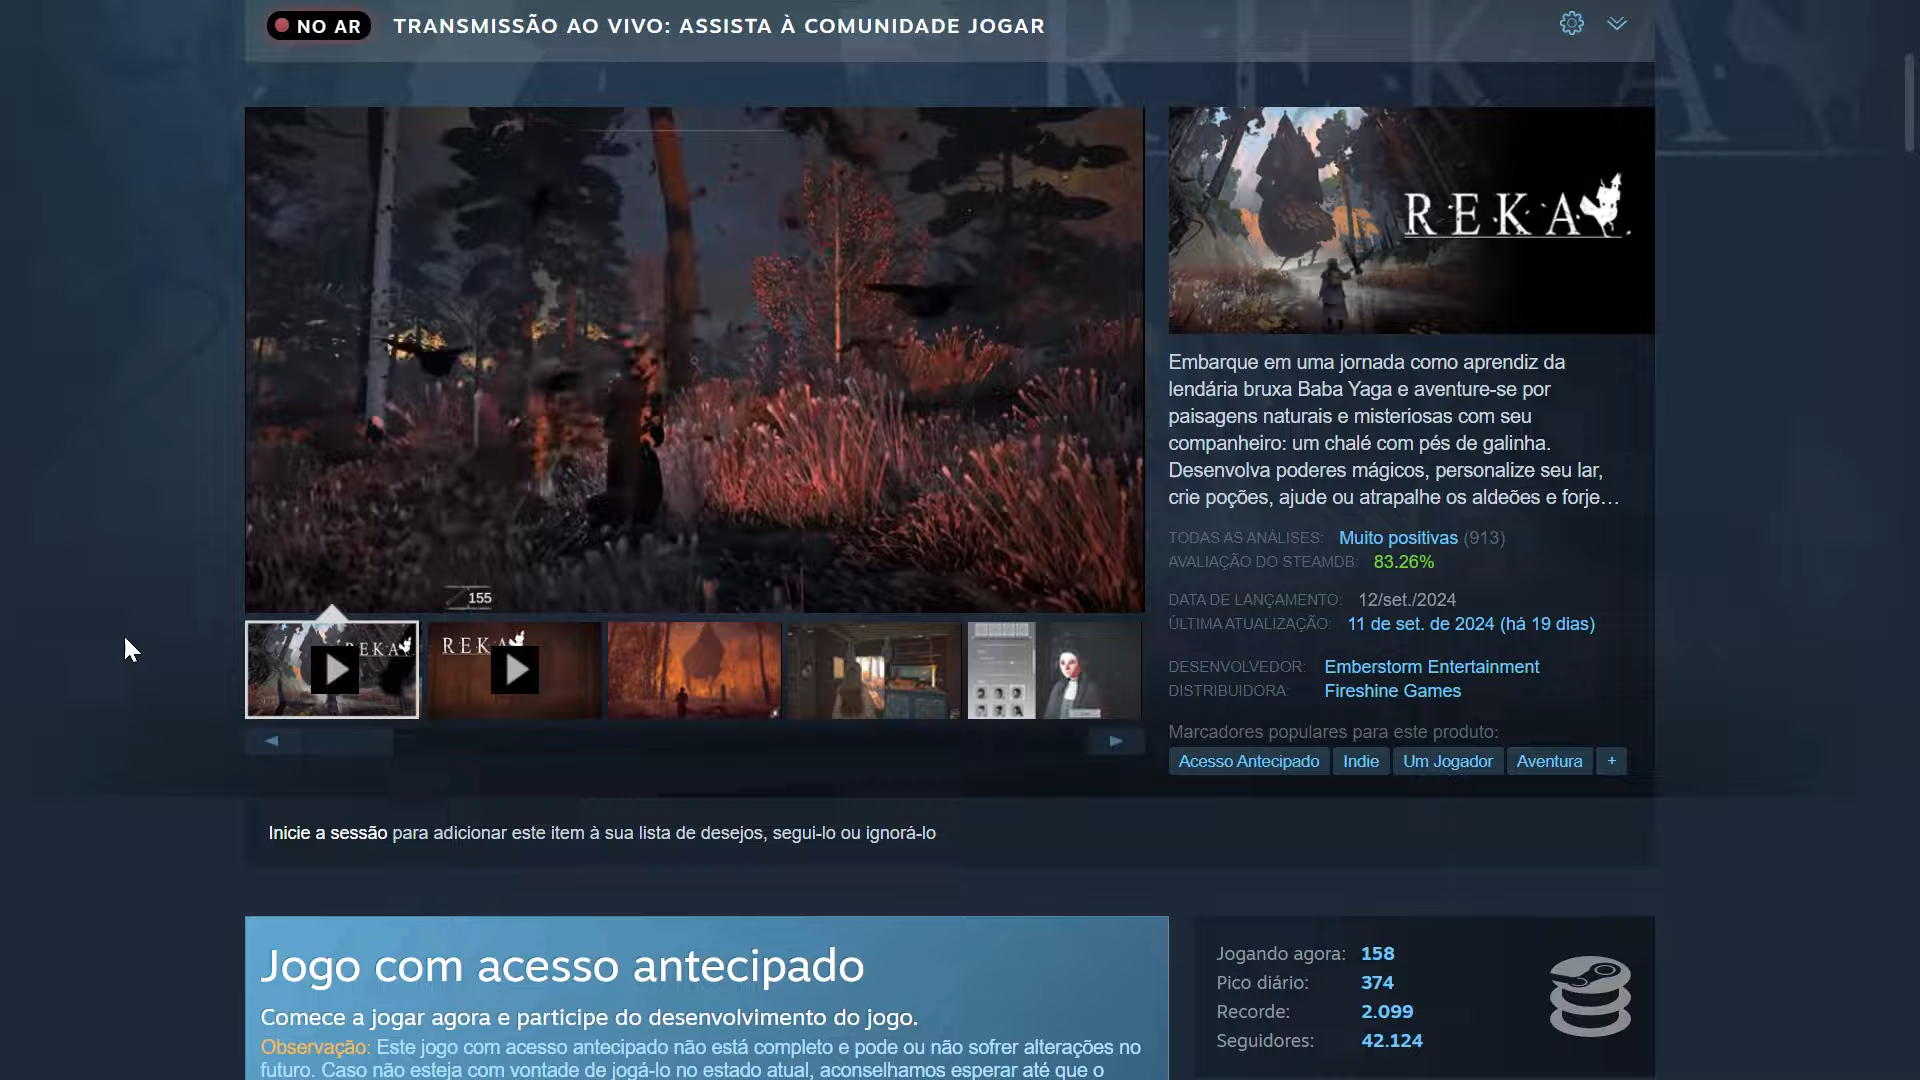 NO AR
TRANSMISSÃO AO VIVO: ASSISTA À COMUNIDADE JOGAR
REKA
155
REKA
REKA
Embarque em uma jornada como aprendiz da
lendária bruxa Baba Yaga e aventure-se por
paisagens naturais e misteriosas com seu
companheiro: um chalé com pés de galinha.
Desenvolva poderes mágicos, personalize seu lar,
crie poções, ajude ou atrapalhe os aldeões e forje…
TODAS AS ANÁLISES: Muito positivas (913)
AVALIAÇÃO DO STEAMDB: 83.26%
DATA DE LANÇAMENTO: 12/set./2024
ÚLTIMA ATUALIZAÇÃO: 11 de set. de 2024 (há 19 dias)
DESENVOLVEDOR: Emberstorm Entertainment
DISTRIBUIDORA: Fireshine Games
Marcadores populares para este produto:
Acesso Antecipado Indie Um Jogador Aventura +
Inicie a sessão para adicionar este item à sua lista de desejos, segui-lo ou ignorá-lo
Jogo com acesso antecipado
Comece a jogar agora e participe do desenvolvimento do jogo.
Observação: Este jogo com acesso antecipado não está completo e pode ou não sofrer alterações no
futuro. Caso não esteja com vontade de jogá-lo no estado atual, aconselhamos esperar até que o
Jogando agora: 158
Pico diário: 374
Recorde: 2.099
Seguidores: 42.124